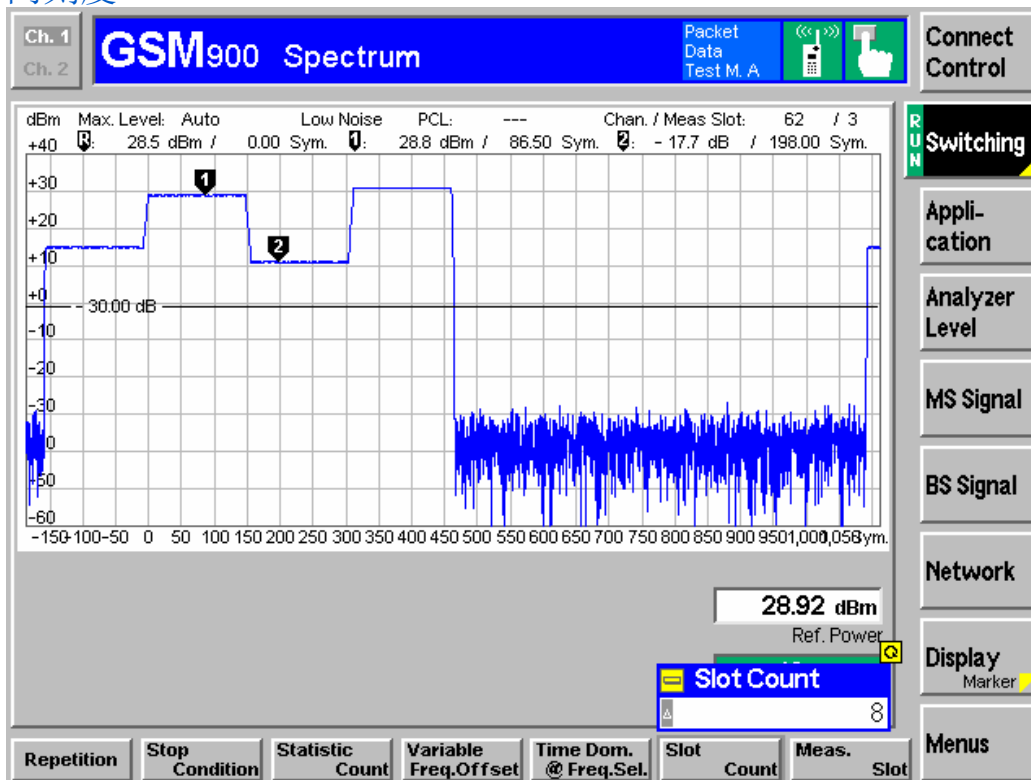 Ch. 1
Ch. 2
GSM900 Spectrum
Packet
Data
Test M. A
Connect
Control
dBm Max. Level: Auto Low Noise PCL: --- Chan. / Meas Slot: 62 / 3
R: 28.5 dBm / 0.00 Sym. 1: 28.8 dBm / 86.50 Sym. 2: - 17.7 dB / 198.00 Sym.
+40
+30
+20
+10
+0
- 30.00 dB
-10
-20
-30
-60
1
2
-150 -100 -50 0 50 100 150 200 250 300 350 400 450 500 550 600 650 700 750 800 850 900 950 1,000 Sym.
RUN
Switching
Appli-
cation
Analyzer
Level
MS Signal
BS Signal
Network
Display
Marker
Menus
28.92 dBm
Ref. Power
Slot Count
8
Repetition
Stop
Condition
Statistic
Count
Variable
Freq.Offset
Time Dom.
@ Freq.Sel.
Slot
Count
Meas.
Slot